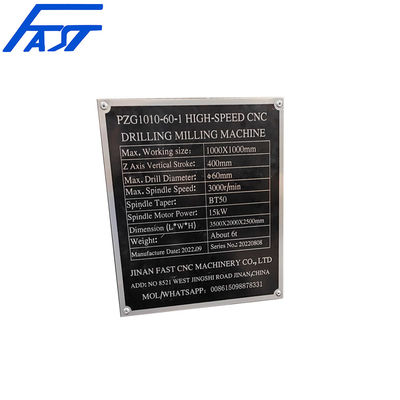 FAST
PZG1010-60-1 HIGH-SPEED CNC
DRILLING MILLING MACHINE
Max. Working size: 1000X1000mm
Z Axis Vertical Stroke: 400mm
Max. Drill Diameter: φ60mm
Max. Spindle Speed: 3000r/min
Spindle Taper: BT50
Spindle Motor Power: 15kW
Dimension (L*W*H) 3500X2000X2500mm
Weight: About 6t
Manufacture Date: 2022.09 Series No.: 20220808
JINAN FAST CNC MACHINERY CO., LTD
ADD: NO 8521 WEST JINGSHI ROAD JINAN,CHINA
MOL/WHATSAPP: 008615098878331